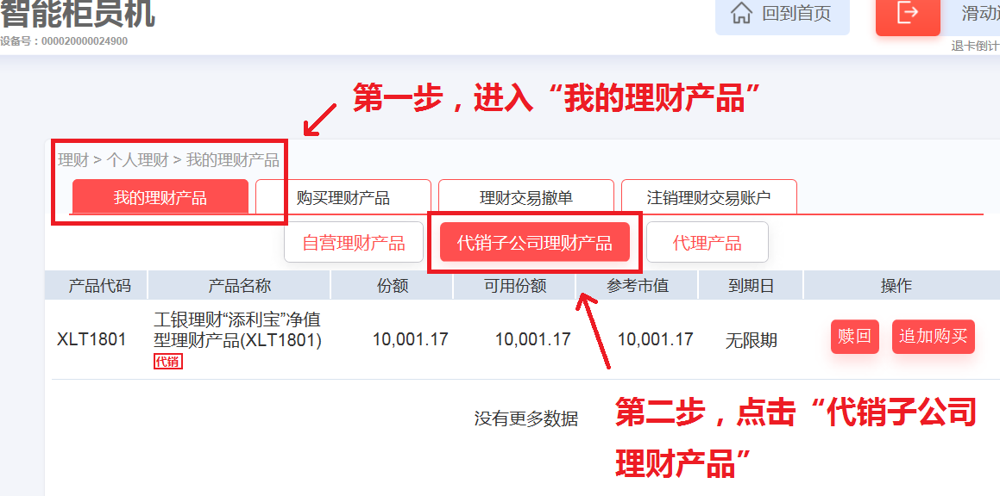 智能柜员机
回到首页
滑动
设备号：000020000024900
退卡倒计
第一步，进入“我的理财产品”
理财 > 个人理财 > 我的理财产品
我的理财产品 购买理财产品 理财交易撤单 注销理财交易账户
自营理财产品 代销子公司理财产品 代理产品
产品代码 产品名称 份额 可用份额 参考市值 到期日 操作
工银理财“添利宝”净值
XLT1801 型理财产品(XLT1801) 10,001.17 10,001.17 10,001.17 无限期 赎回 追加购买
代销
没有更多数据
第二步，点击“代销子公司
理财产品”